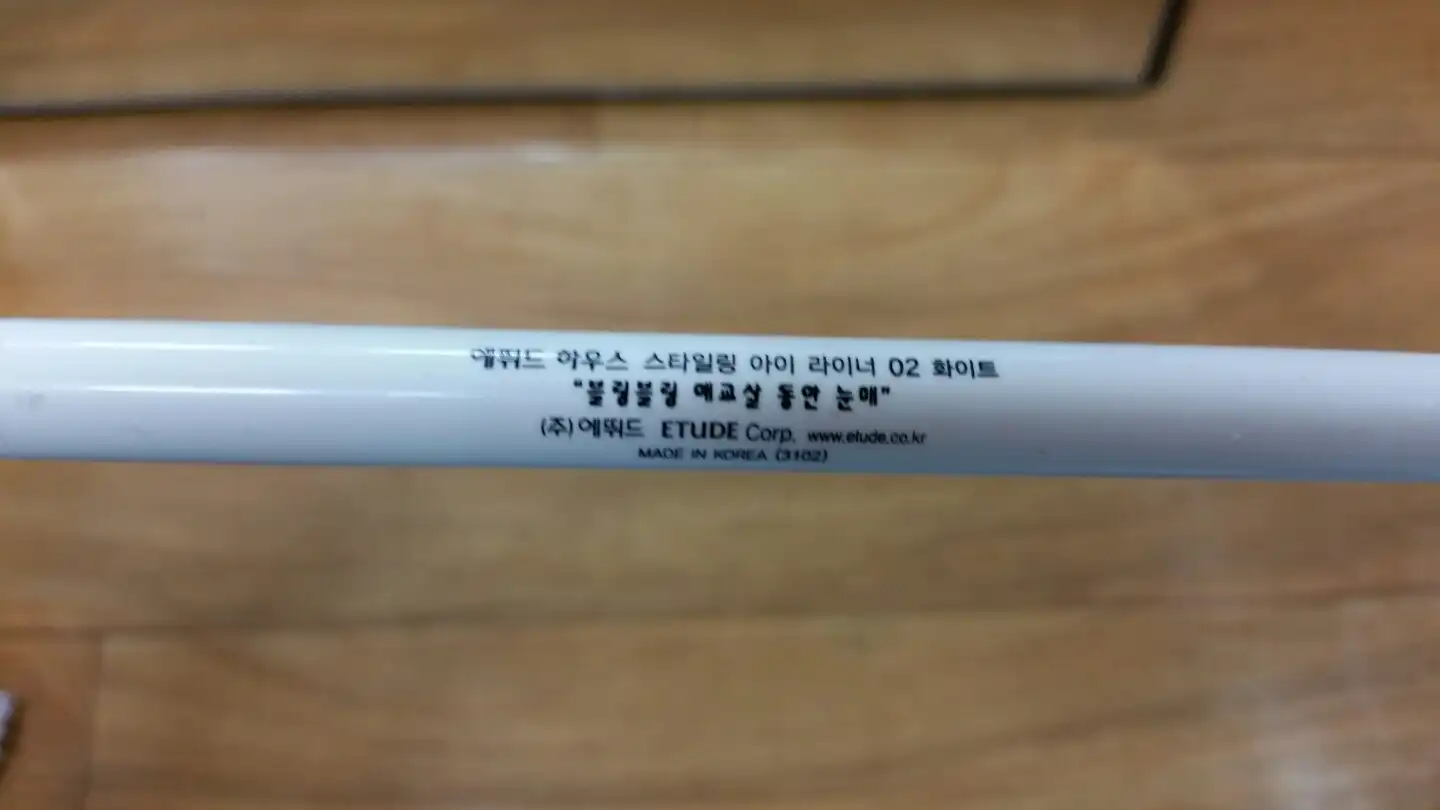 에뛰드 하우스 스타일링 아이 라이너 02 화이트
"블링블링 애교살 동안 눈매"
(주)에뛰드 ETUDE Corp. www.etude.co.kr
MADE IN KOREA (3102)